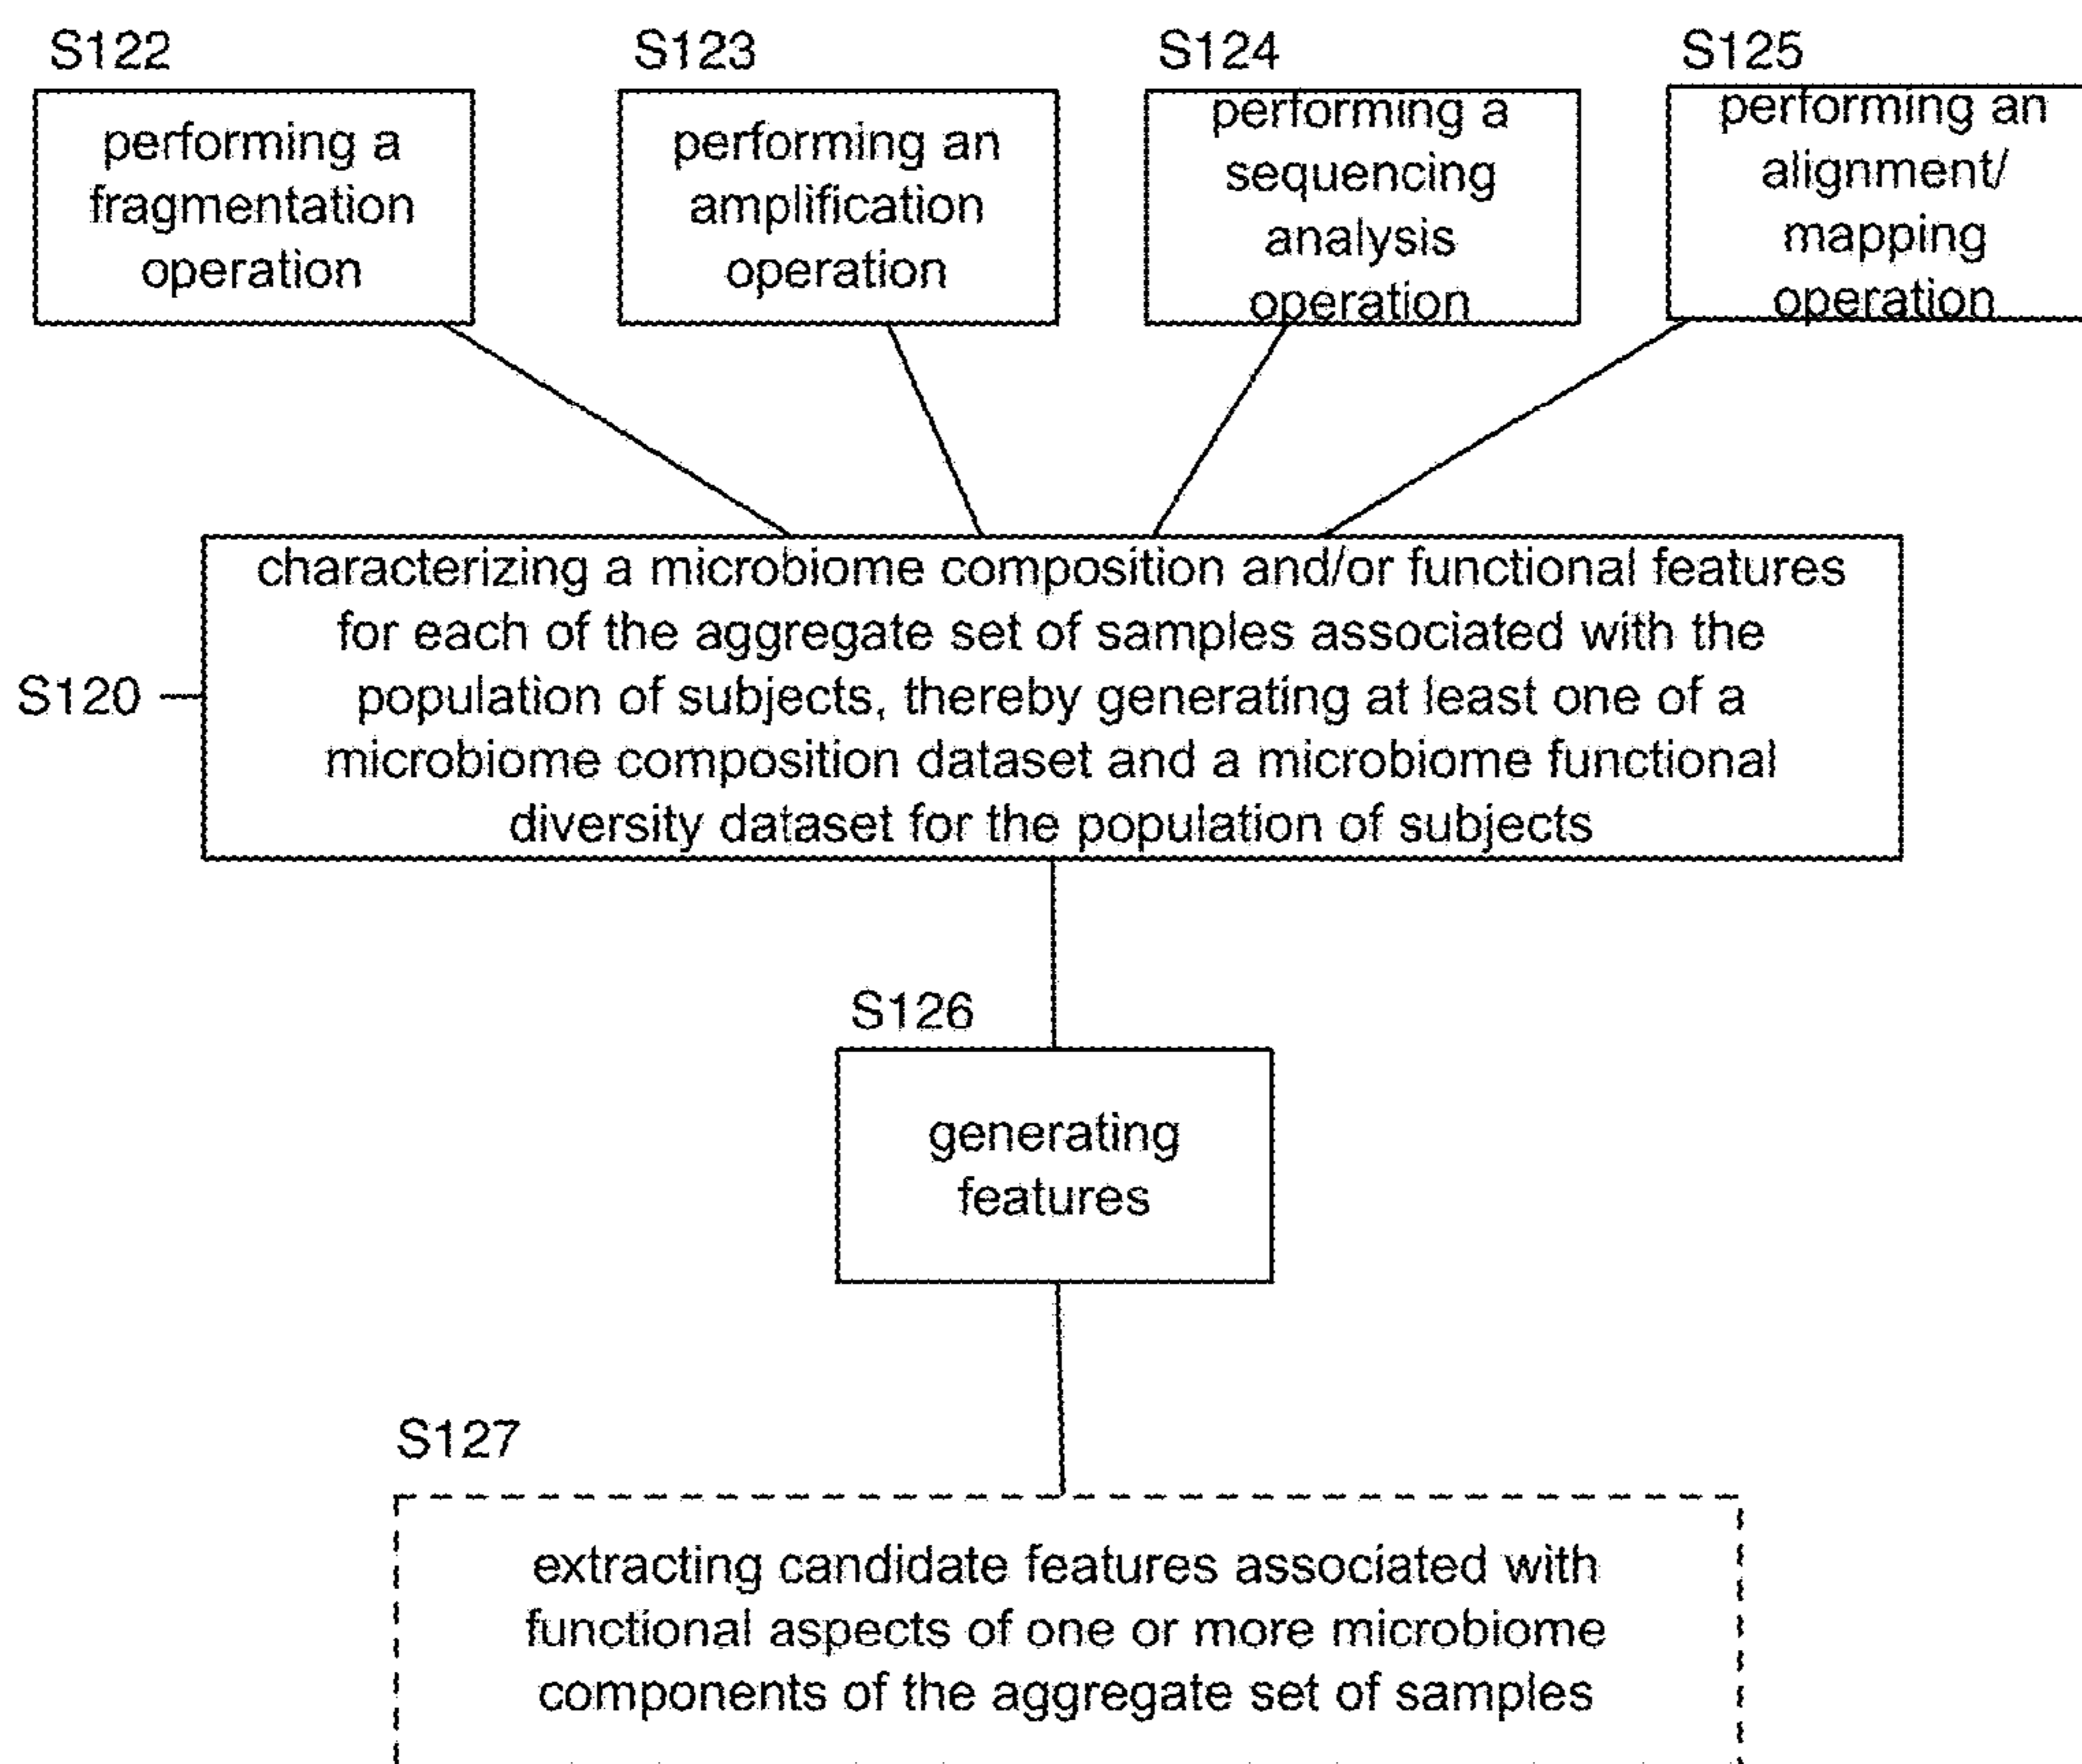 S122
performing a
fragmentation
operation
S123
performing an
amplification
operation
S124
performing a
sequencing
analysis
operation
S125
performing an
alignment/
mapping
operation
S120
characterizing a microbiome composition and/or functional features
for each of the aggregate set of samples associated with the
population of subjects, thereby generating at least one of a
microbiome composition dataset and a microbiome functional
diversity dataset for the population of subjects
S126
generating
features
S127
extracting candidate features associated with
functional aspects of one or more microbiome
components of the aggregate set of samples